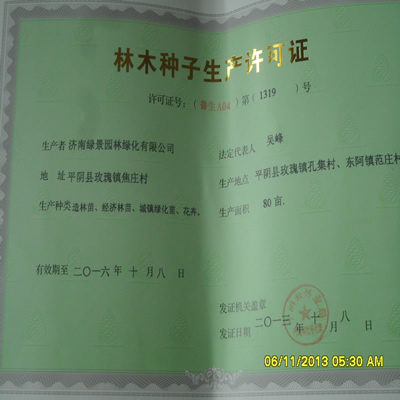 林木种子生产许可证
许可证号：（鲁生A04）第（1319）号
生产者 济南绿景园林绿化有限公司
法定代表人 吴峰
地 址 平阴县玫瑰镇焦庄村
生产地点 平阴县玫瑰镇孔集村、东阿镇范庄村
生产种类 造林苗、经济林苗、城镇绿化苗、花卉。
生产面积 80亩.
有效期至 二〇一六年 十月 八日
发证机关盖章
发证日期 二〇一三年 十月 八日
06/11/2013 05:30 AM